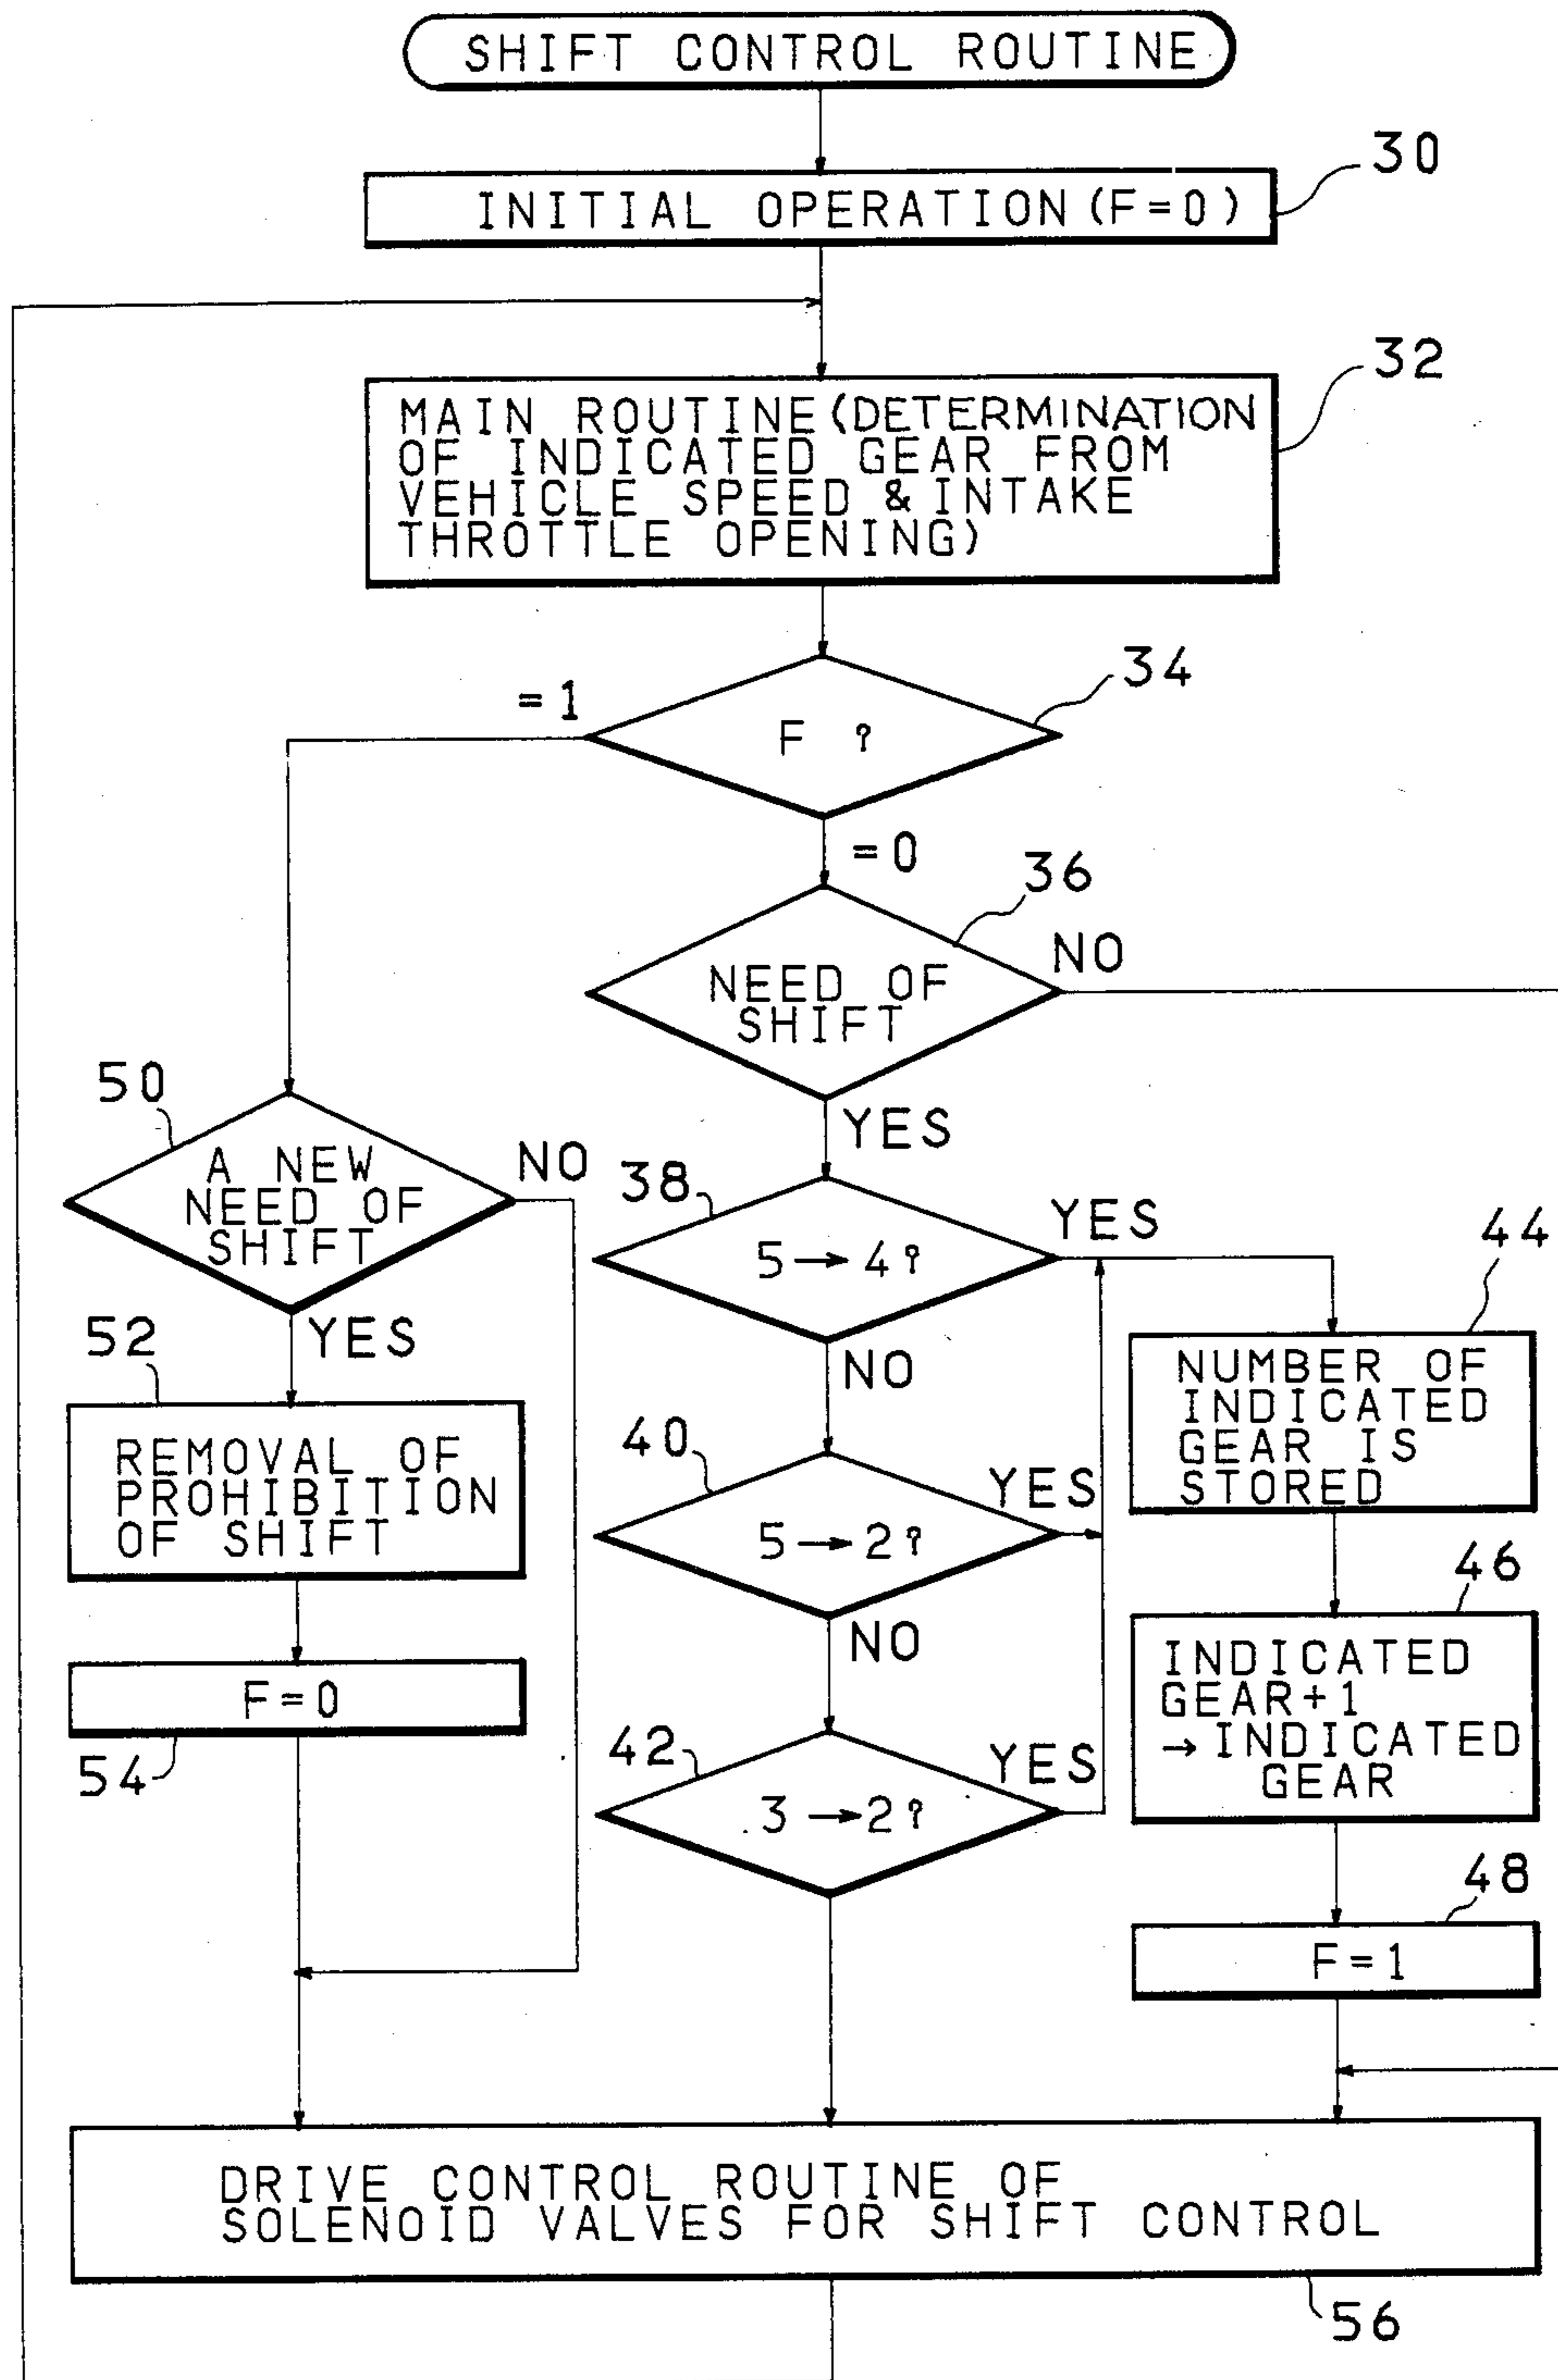 SHIFT CONTROL ROUTINE
30
INITIAL OPERATION (F=0)
32
MAIN ROUTINE (DETERMINATION
OF INDICATED GEAR FROM
VEHICLE SPEED & INTAKE
THROTTLE OPENING)
34
=1
F ?
=0
36
NO
NEED OF
SHIFT
YES
50
A NEW
NEED OF
SHIFT
NO
YES
38
5→4?
YES
NO
44
NUMBER OF
INDICATED
GEAR IS
STORED
52
REMOVAL OF
PROHIBITION
OF SHIFT
40
5→2?
YES
NO
46
INDICATED
GEAR+1
→ INDICATED
GEAR
F=0
54
42
3→2?
YES
48
F=1
DRIVE CONTROL ROUTINE OF
SOLENOID VALVES FOR SHIFT CONTROL
56